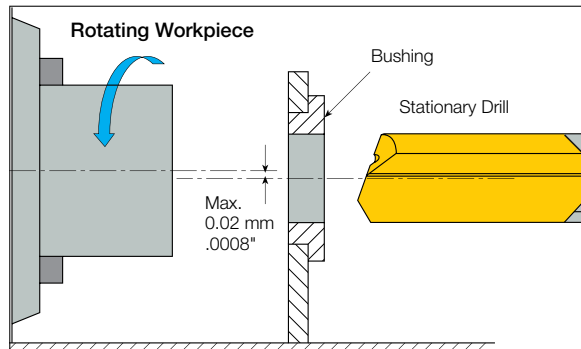 Rotating Workpiece
Bushing
Stationary Drill
Max.
0.02 mm
.0008"